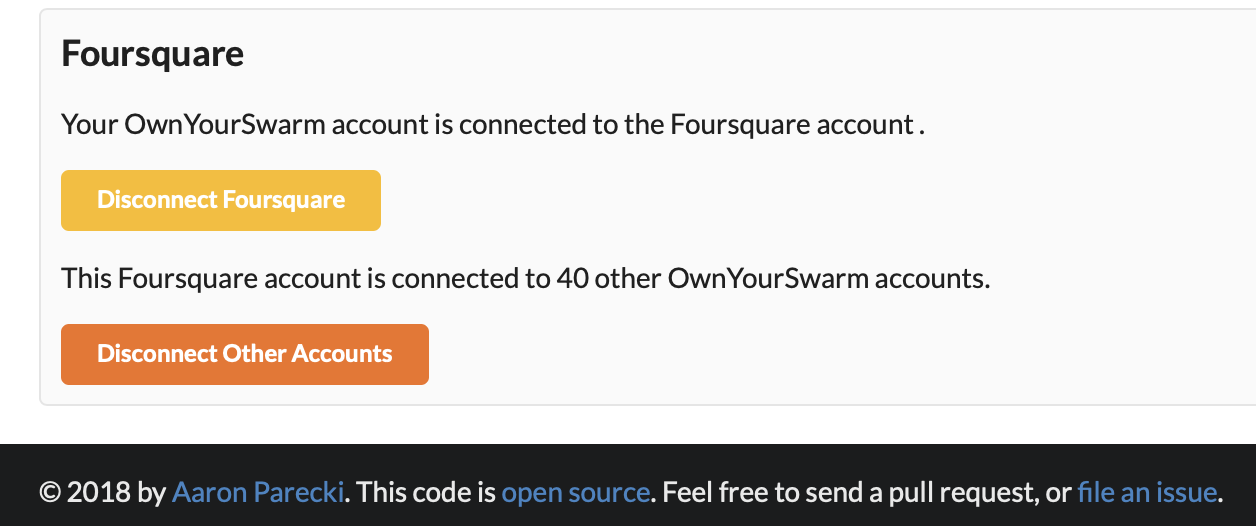 Foursquare
Your OwnYourSwarm account is connected to the Foursquare account .
Disconnect Foursquare
This Foursquare account is connected to 40 other OwnYourSwarm accounts.
Disconnect Other Accounts
© 2018 by Aaron Parecki. This code is open source. Feel free to send a pull request, or file an issue.